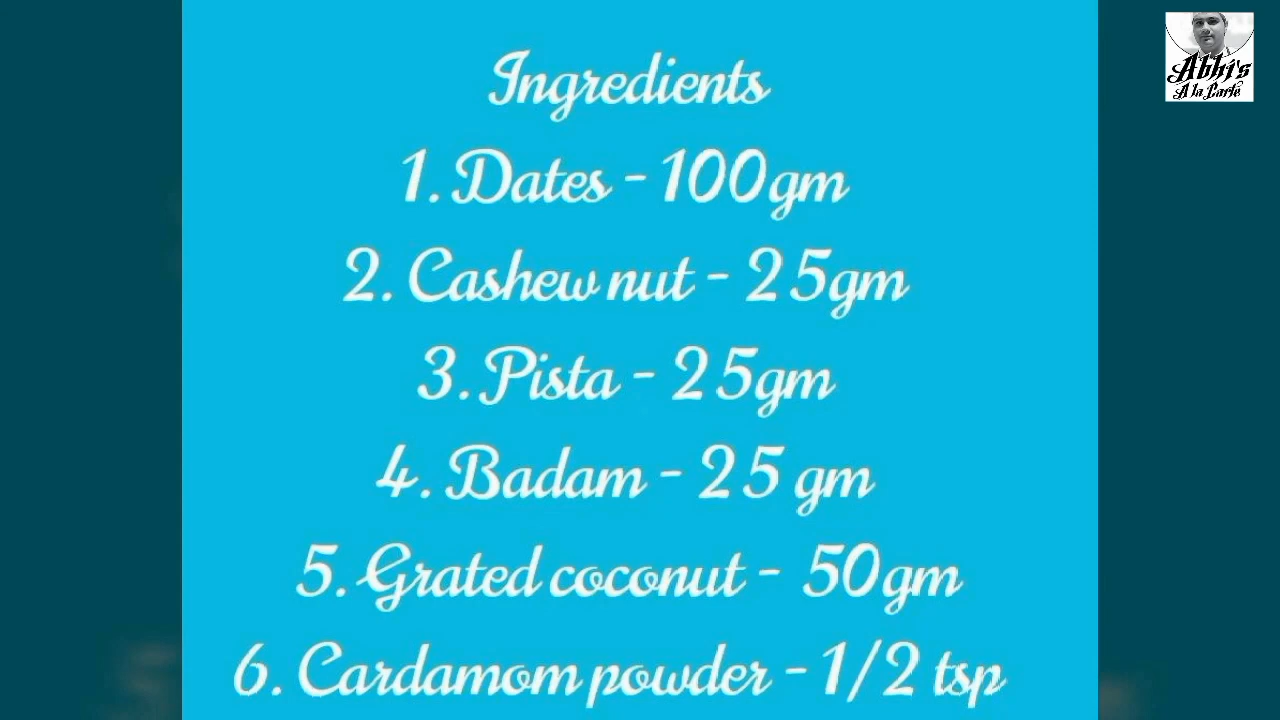 Ingredients
1. Dates - 100gm
2. Cashew nut - 25gm
3. Pista - 25gm
4. Badam - 25 gm
5. Grated coconut - 50gm
6. Cardamom powder - 1/2 tsp
Abhi's
A la Carte